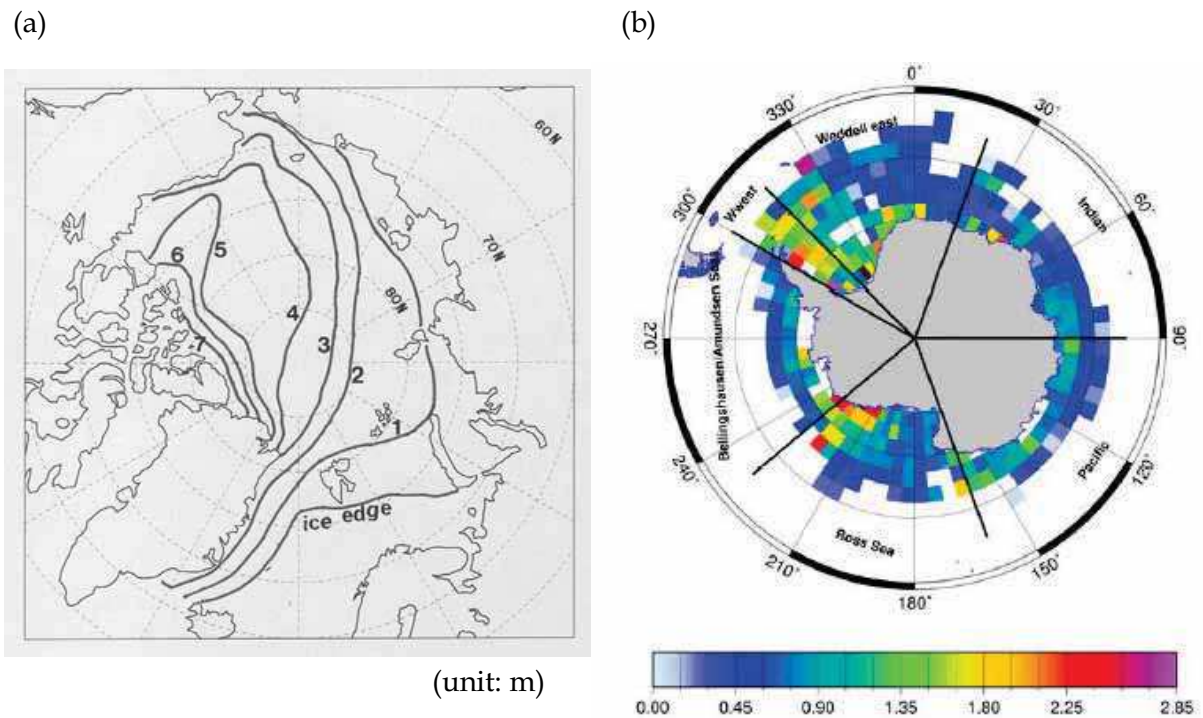 (a)
(b)
60N
70N
80N
6
5
4
3
7
2
1
ice edge
(unit: m)
0°
30°
60°
90°
120°
150°
180°
210°
240°
270°
300°
330°
Weddell east
Indian
Pacific
Ross Sea
Bellingshausen/Amundsen Sea
Wwest
0.00 0.45 0.90 1.35 1.80 2.25 2.85